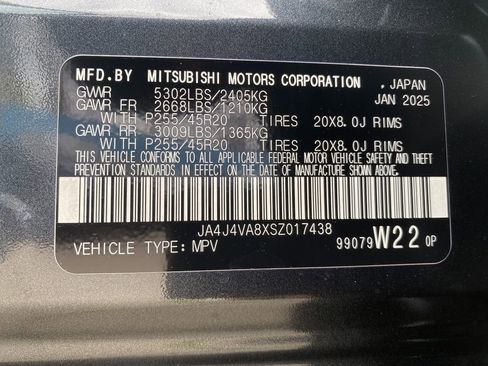 MFD.BY MITSUBISHI MOTORS CORPORATION , JAPAN
GVWR 5302LBS/2405KG JAN 2025
GAWR FR 2668LBS/1210KG
WITH P255/45R20 TIRES 20X8.0J RIMS
GAWR RR 3009LBS/1365KG
WITH P255/45R20 TIRES 20X8.0J RIMS
THIS VEHICLE CONFORMS TO ALL APPLICABLE FEDERAL MOTOR VEHICLE SAFETY AND THEFT
PREVENTION STANDARDS IN EFFECT ON THE DATE OF MANUFACTURE SHOWN ABOVE.
JA4J4VA8XSZ017438
VEHICLE TYPE: MPV 99079 W22 0P